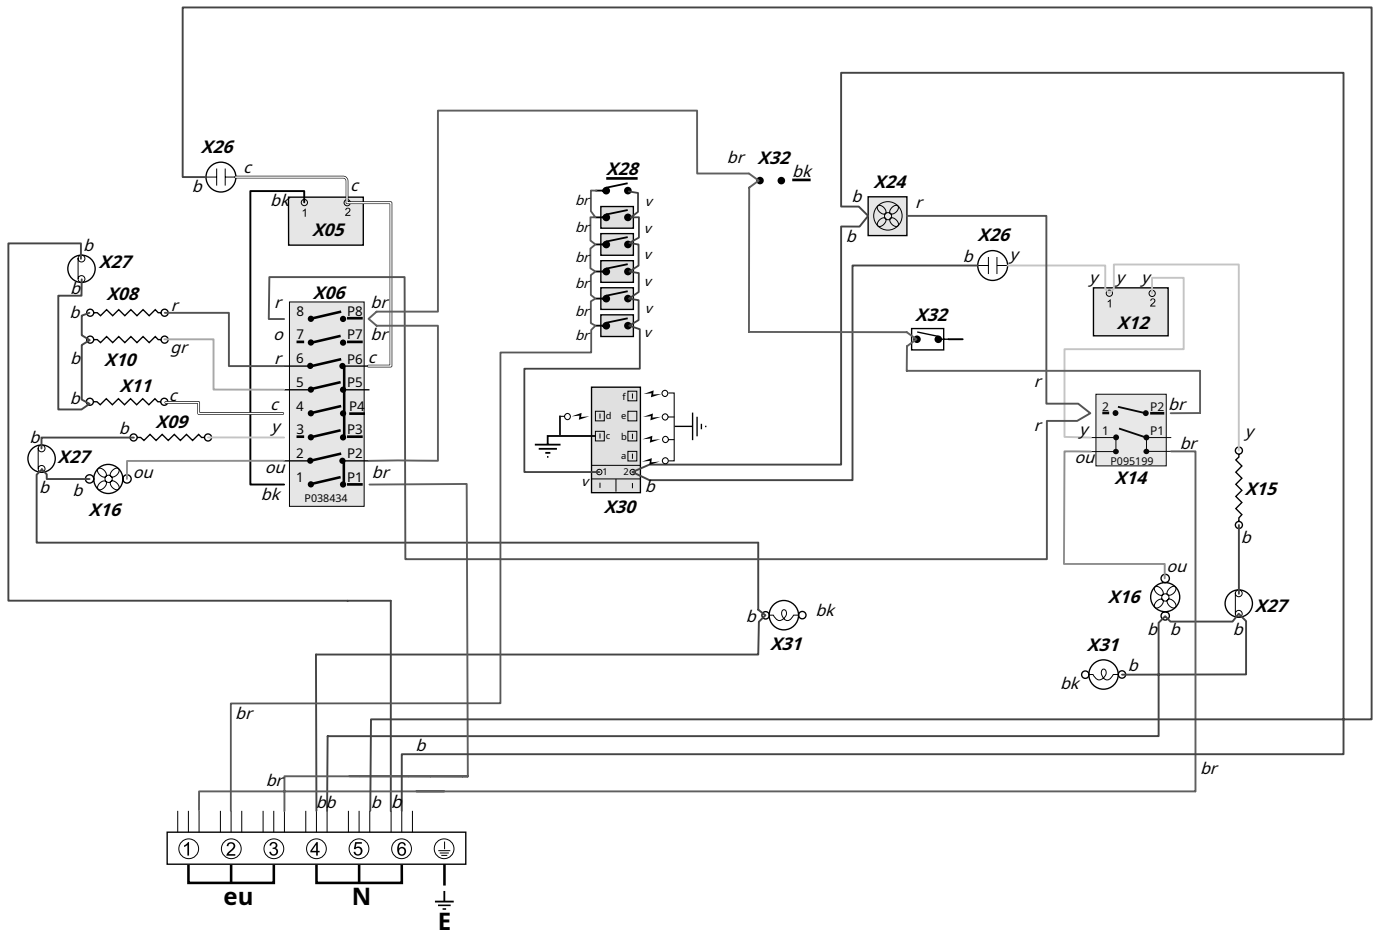 X26
c
b
c
bk
1
2
X05
b
X27
b
X08
r
b
b
X10
gr
X11
c
b
X09
b
b
X27
b
b
X16
ou
X06
r
8
P8
br
o
7
P7
br
r
6
P6
c
5
P5
c
4
P4
y
3
P3
ou
2
P2
br
bk
1
P1
P038434
X28
br
v
br
v
br
v
br
v
br
v
br
v
br
X32
bk
X24
b
r
b
X26
b
y
y
y
y
1
2
X12
X32
f
e
d
c
b
a
1
2
v
b
X30
r
r
2
P2
br
y
1
P1
br
ou
P095199
X14
y
X15
b
ou
X16
X27
b
b
b
X31
b
bk
b
bk
X31
br
b
br
br
b
b
b
b
1
2
3
4
5
6
eu
N
E